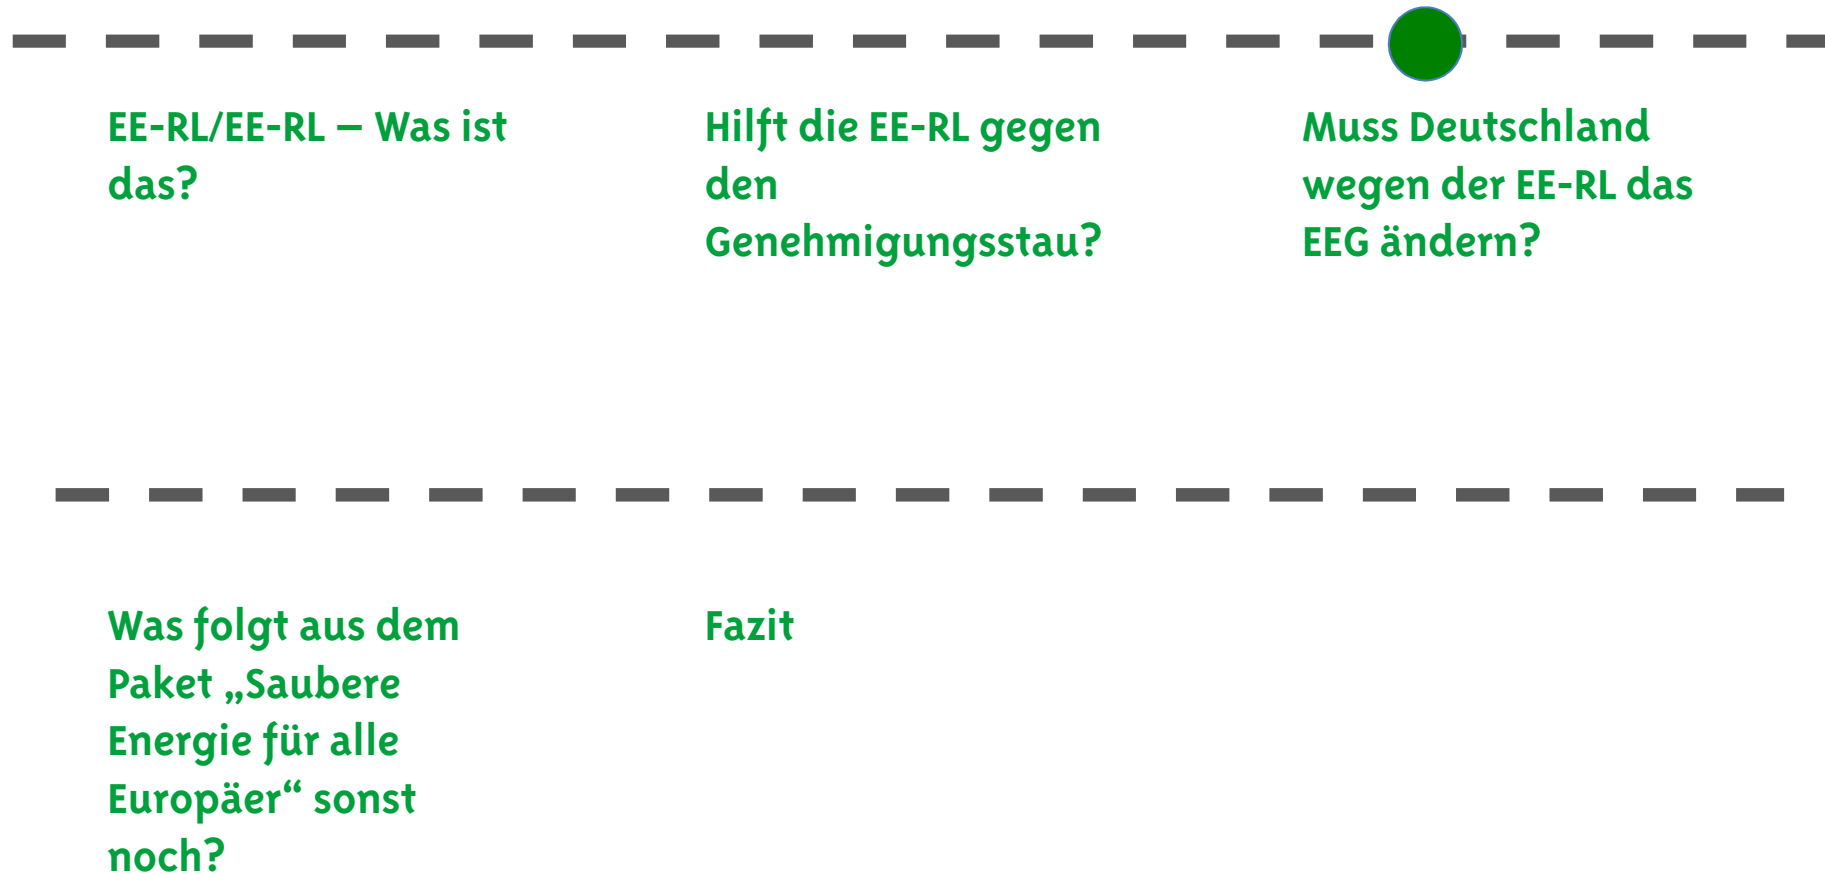 EE-RL/EE-RL – Was ist
das?
Hilft die EE-RL gegen
den
Genehmigungsstau?
Muss Deutschland
wegen der EE-RL das
EEG ändern?
Was folgt aus dem
Paket „Saubere
Energie für alle
Europäer“ sonst
noch?
Fazit